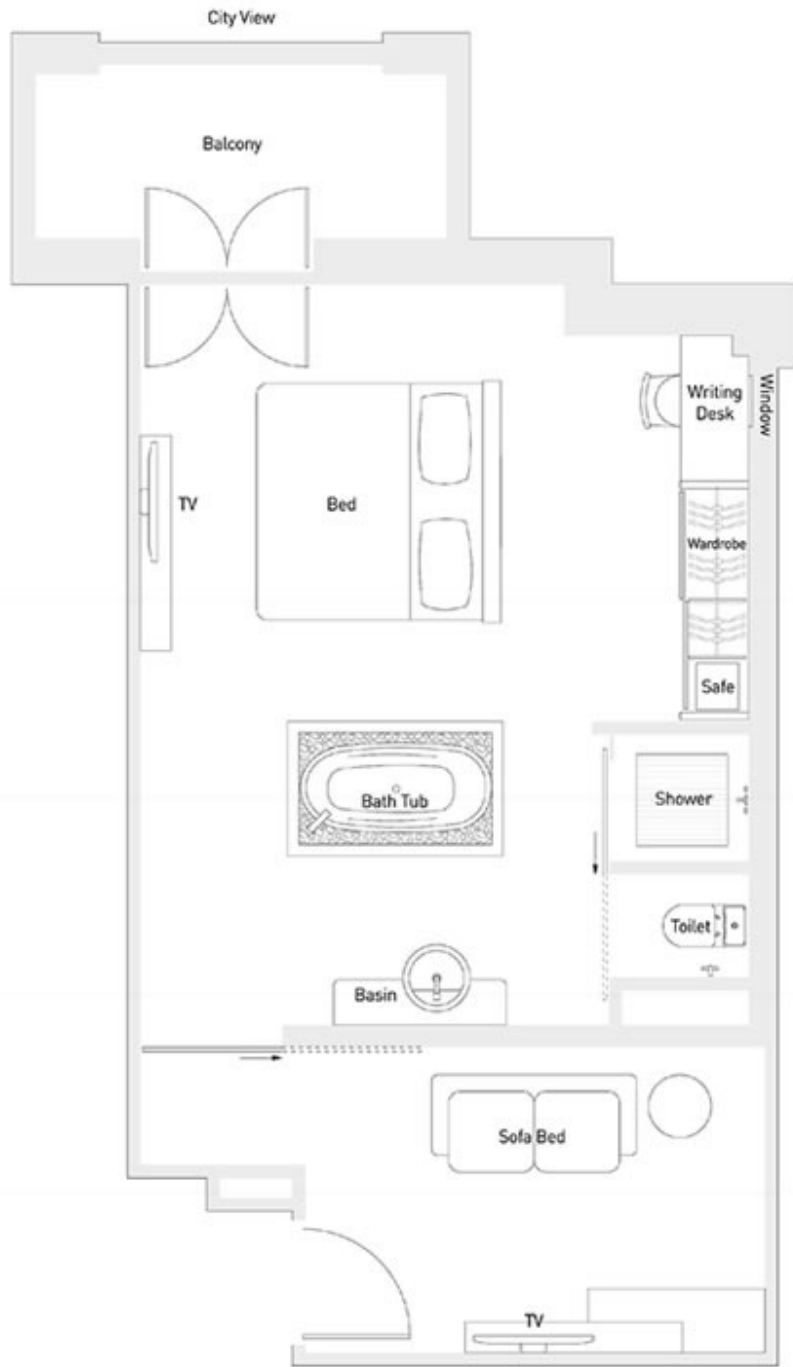 City View
Balcony
Writing
Desk
Window
TV
Bed
Wardrobe
Safe
Bath Tub
Shower
Toilet
Basin
Sofa Bed
TV